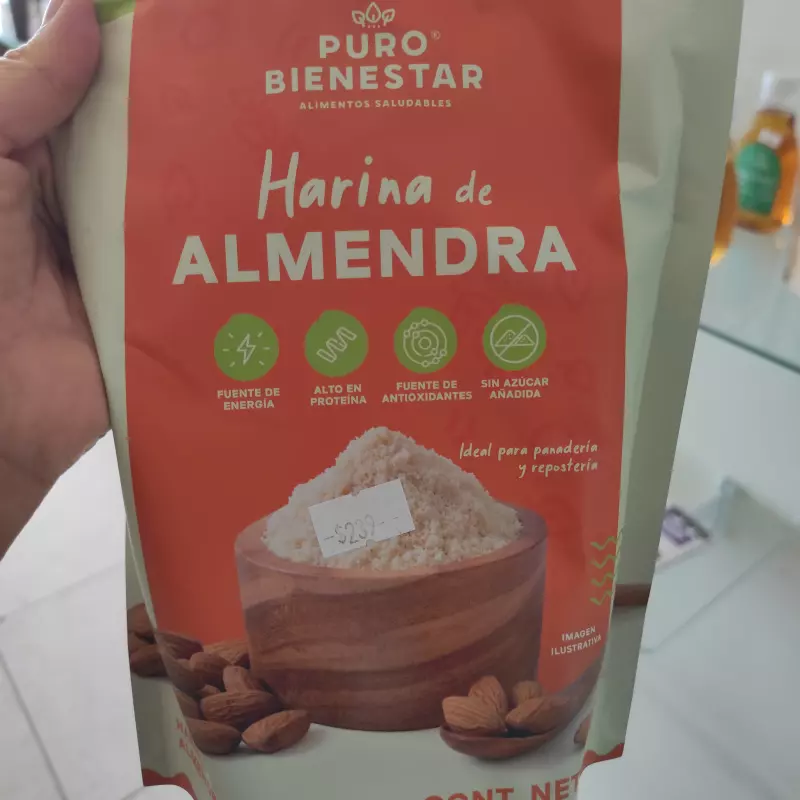 PURO®
BIENESTAR
ALIMENTOS SALUDABLES
Harina de
ALMENDRA
FUENTE DE
ENERGÍA
ALTO EN
PROTEÍNA
FUENTE DE
ANTIOXIDANTES
SIN AZÚCAR
AÑADIDA
Ideal para panadería
y repostería
-$239--
IMAGEN
ILUSTRATIVA
CONT. NET